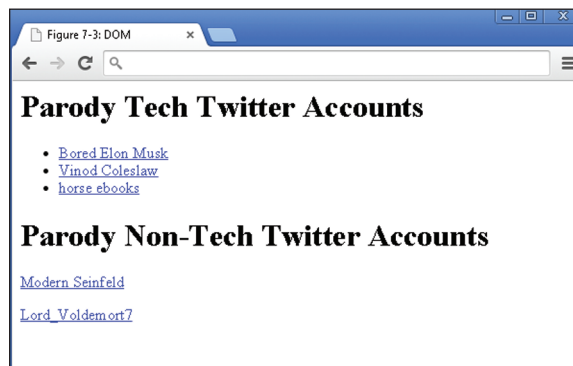 Figure 7-3: DOM
Parody Tech Twitter Accounts
Bored Elon Musk
Vinod Coleslaw
horse ebooks
Parody Non-Tech Twitter Accounts
Modern Seinfeld
Lord_Voldemort7